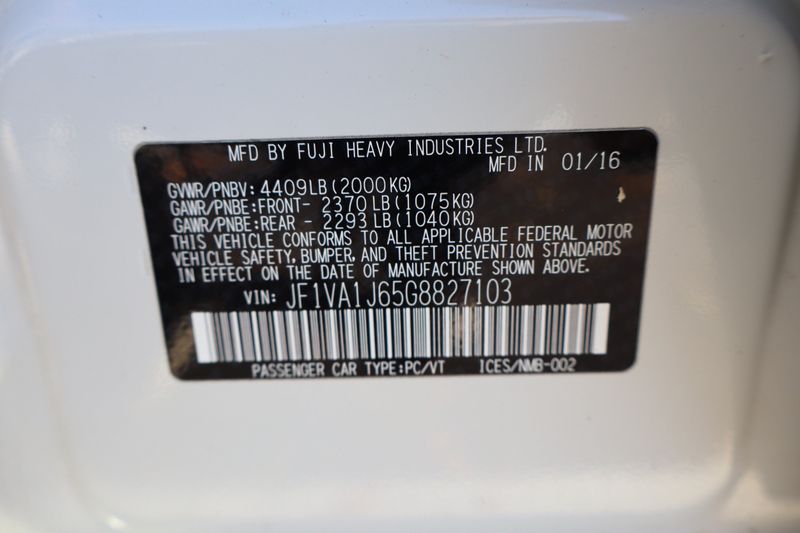 MFD BY FUJI HEAVY INDUSTRIES LTD.
MFD IN 01/16
GVWR/PNBV: 4409LB(2000KG)
GAWR/PNBE:FRONT- 2370LB(1075KG)
GAWR/PNBE:REAR - 2293LB(1040KG)
THIS VEHICLE CONFORMS TO ALL APPLICABLE FEDERAL MOTOR
VEHICLE SAFETY, BUMPER, AND THEFT PREVENTION STANDARDS
IN EFFECT ON THE DATE OF MANUFACTURE SHOWN ABOVE.
VIN: JF1VA1J65G8827103
PASSENGER CAR TYPE:PC/VT ICES/NMB-002